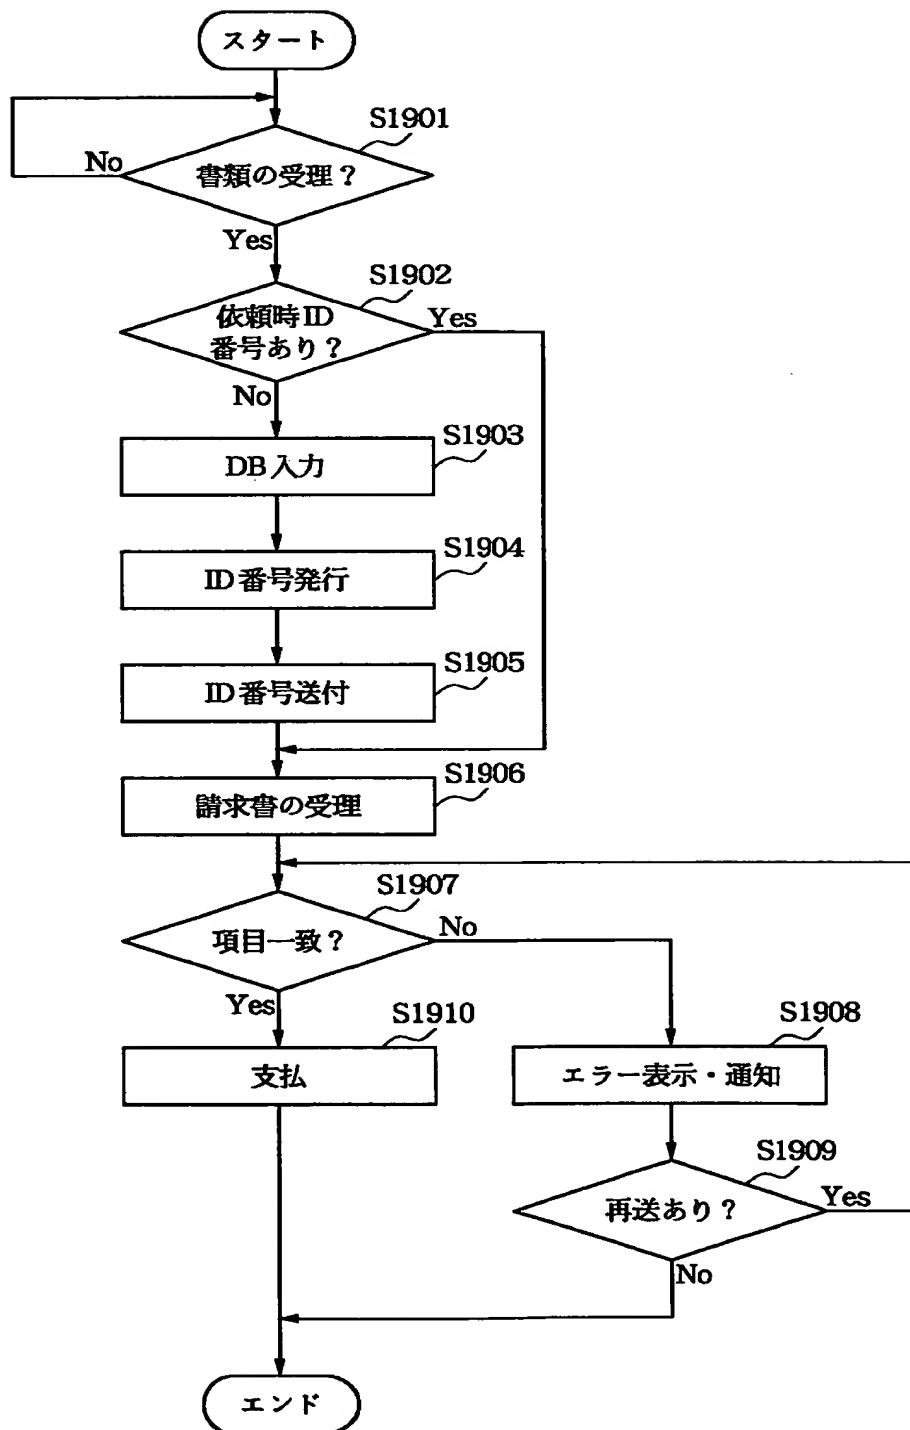 スタート
S1901
No
書類の受理？
Yes
S1902
依頼時ID
番号あり？
Yes
No
S1903
DB入力
S1904
ID番号発行
S1905
ID番号送付
S1906
請求書の受理
S1907
項目一致？
No
Yes
S1910
支払
S1908
エラー表示・通知
S1909
再送あり？
Yes
No
エンド